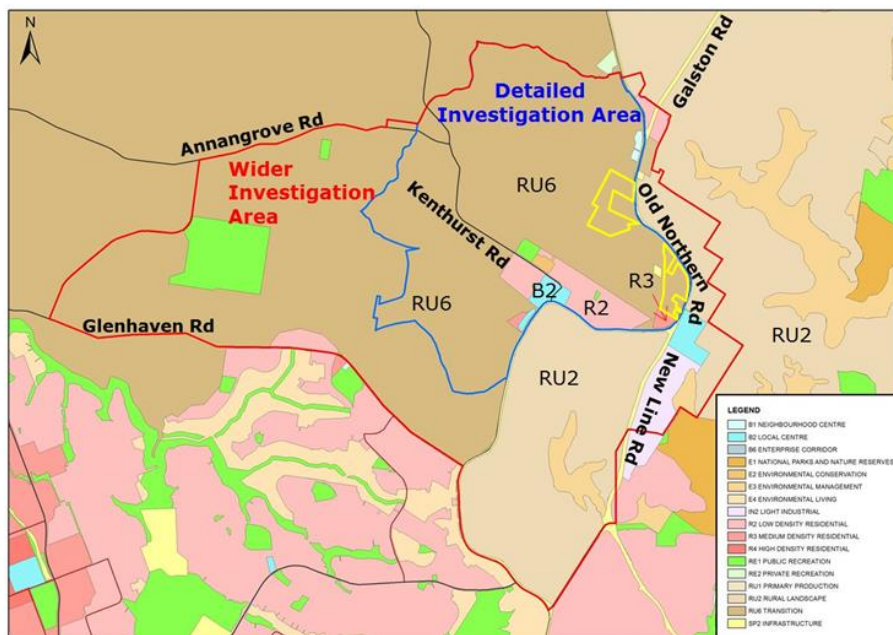 N
Annangrove Rd
Detailed
Investigation Area
Galston Rd
Wider
Investigation
Area
RU6
Kenthurst Rd
Old Northern Rd
R3
B2
R2
RU6
Glenhaven Rd
RU2
RU2
New Line Rd
LEGEND
B1 NEIGHBOURHOOD CENTRE
B2 LOCAL CENTRE
B6 ENTERPRISE CORRIDOR
E1 NATIONAL PARKS AND NATURE RESERVES
E2 ENVIRONMENTAL CONSERVATION
E3 ENVIRONMENTAL MANAGEMENT
E4 ENVIRONMENTAL LIVING
IN2 LIGHT INDUSTRIAL
R2 LOW DENSITY RESIDENTIAL
R3 MEDIUM DENSITY RESIDENTIAL
R4 HIGH DENSITY RESIDENTIAL
RE1 PUBLIC RECREATION
RE2 PRIVATE RECREATION
RU1 PRIMARY PRODUCTION
RU2 RURAL LANDSCAPE
RU6 TRANSITION
SP2 INFRASTRUCTURE